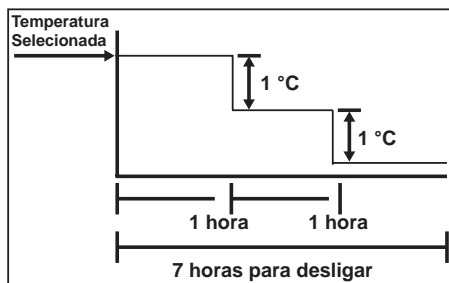 Temperatura
Selecionada
1 °C
1 °C
1 hora
1 hora
7 horas para desligar